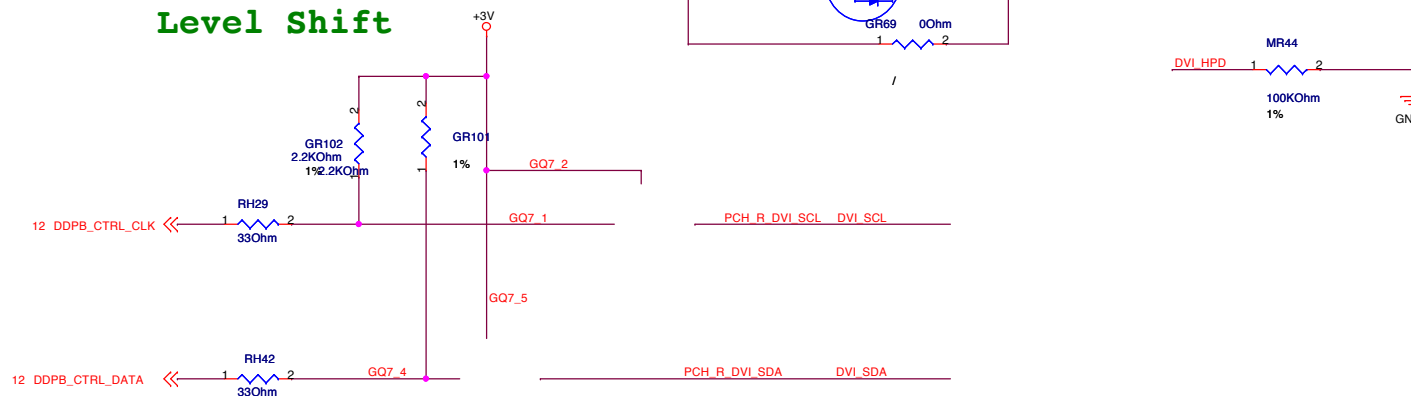 Level Shift
+3V
GR69 0Ohm
1 2
/
MR44
DVI_HPD 1 2
100KOhm
1%
GN
2 2
GR102
2.2KOhm
1% 2.2KOhm
1
GR101
1%
1
GQ7_2
RH29
12 DDPB_CTRL_CLK 1 2
33Ohm
GQ7_1
PCH_R_DVI_SCL DVI_SCL
GQ7_5
RH42
12 DDPB_CTRL_DATA 1 2
33Ohm
GQ7_4
PCH_R_DVI_SDA DVI_SDA